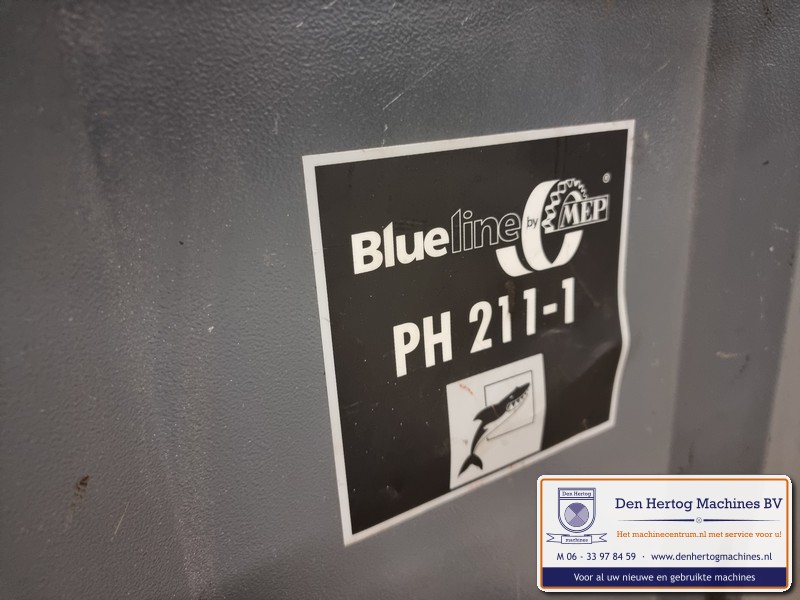 Blueline by MEP ®
PH 211-1
Den Hertog
machines
Den Hertog Machines BV
Het machinecentrum.nl met service voor u!
M 06 - 33 97 84 59 · www.denhertogmachines.nl
Voor al uw nieuwe en gebruikte machines